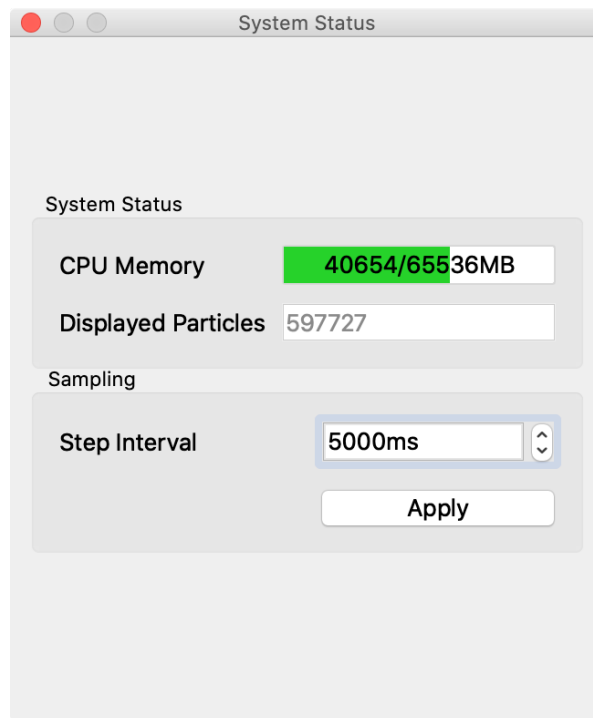 System Status
System Status
CPU Memory 40654/65536MB
Displayed Particles 597727
Sampling
Step Interval 5000ms
Apply